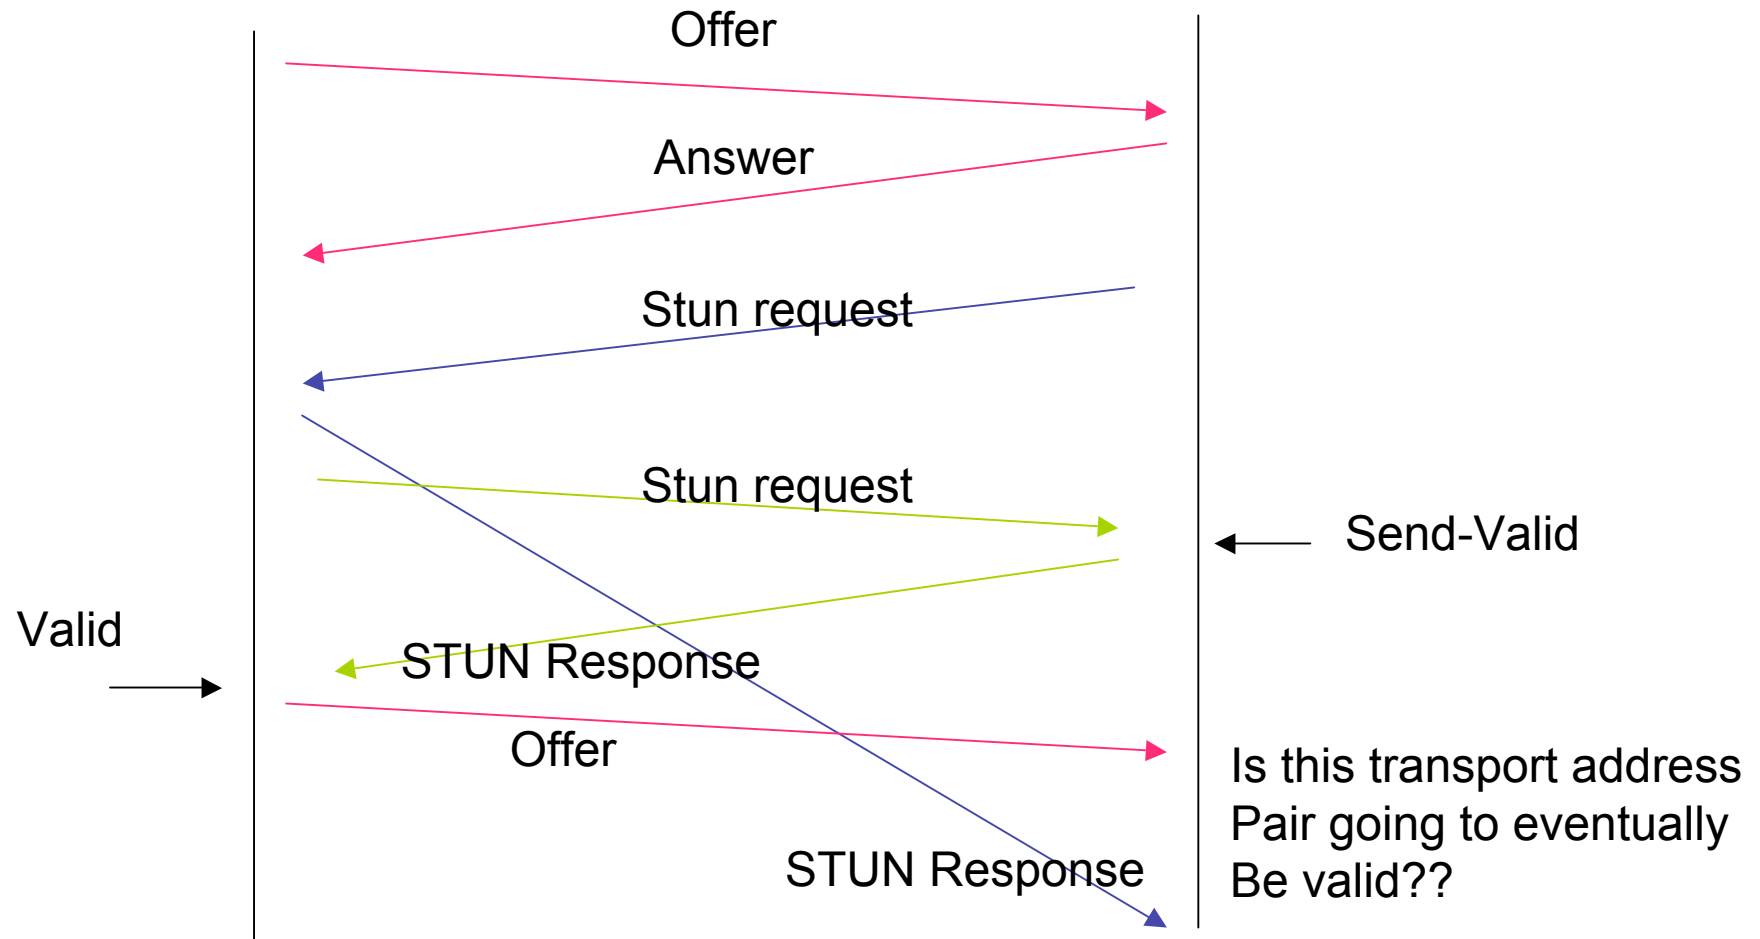 Offer
Answer
Stun request
Stun request
Send-Valid
Valid
STUN Response
Offer
Is this transport address
Pair going to eventually
Be valid??
STUN Response